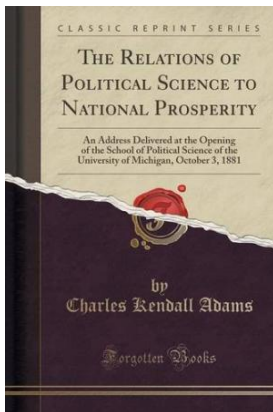 CLASSIC REPRINT SERIES
THE RELATIONS OF
POLITICAL SCIENCE TO
NATIONAL PROSPERITY
An Address Delivered at the Opening
of the School of Political Science of the
University of Michigan, October 3, 1881
by
Charles Kendall Adams
Forgotten Books